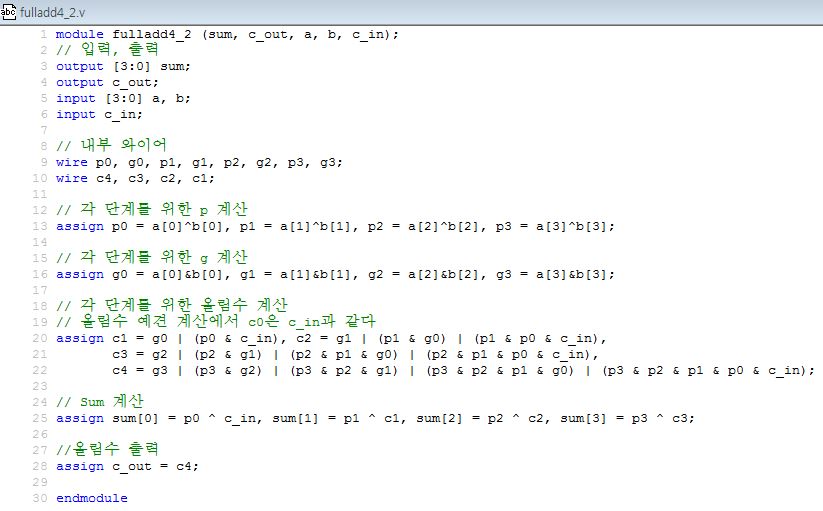 abc fulladd4_2.v
1 module fulladd4_2 (sum, c_out, a, b, c_in);
2 // 입력, 출력
3 output [3:0] sum;
4 output c_out;
5 input [3:0] a, b;
6 input c_in;
7
8 // 내부 와이어
9 wire p0, g0, p1, g1, p2, g2, p3, g3;
10 wire c4, c3, c2, c1;
11
12 // 각 단계를 위한 p 계산
13 assign p0 = a[0]^b[0], p1 = a[1]^b[1], p2 = a[2]^b[2], p3 = a[3]^b[3];
14
15 // 각 단계를 위한 g 계산
16 assign g0 = a[0]&b[0], g1 = a[1]&b[1], g2 = a[2]&b[2], g3 = a[3]&b[3];
17
18 // 각 단계를 위한 올림수 계산
19 // 올림수 예견 계산에서 c0은 c_in과 같다
20 assign c1 = g0 | (p0 & c_in), c2 = g1 | (p1 & g0) | (p1 & p0 & c_in),
21 c3 = g2 | (p2 & g1) | (p2 & p1 & g0) | (p2 & p1 & p0 & c_in),
22 c4 = g3 | (p3 & g2) | (p3 & p2 & g1) | (p3 & p2 & p1 & g0) | (p3 & p2 & p1 & p0 & c_in);
23
24 // Sum 계산
25 assign sum[0] = p0 ^ c_in, sum[1] = p1 ^ c1, sum[2] = p2 ^ c2, sum[3] = p3 ^ c3;
26
27 //올림수 출력
28 assign c_out = c4;
29
30 endmodule